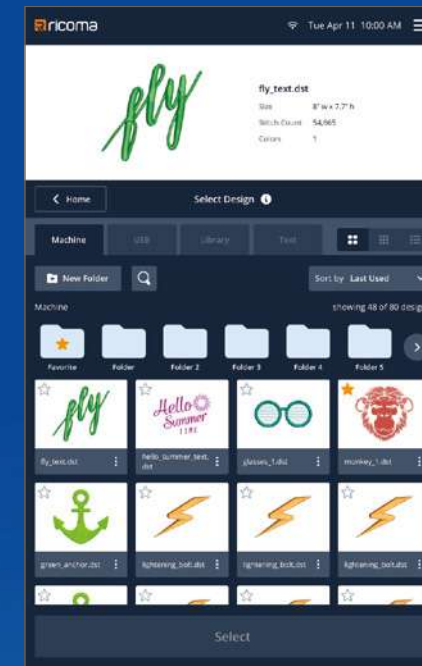 ricoma
Tue Apr 11 10:00 AM
fly
fly_text.dst
Size 8" w x 7.7" h
Stitch Count 54,665
Colors 1
Home
Select Design
Machine USB Library Text
New Folder
Sort by Last Used
Machine
showing 48 of 80 design
Favorite Folder Folder 2 Folder 3 Folder 4 Folder 5
fly
Hello
Summer
TIME
fly_text.dst hello_summer_text.dst glasses_1.dst monkey_1.dst
green_anchor.dst lightening_bolt.dst lightening_bolt.dst lightening_bolt.dst
Select